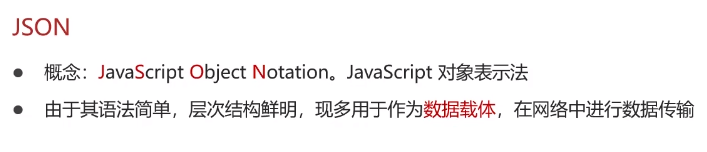 JSON
● 概念：JavaScript Object Notation。JavaScript 对象表示法
● 由于其语法简单，层次结构鲜明，现多用于作为数据载体，在网络中进行数据传输